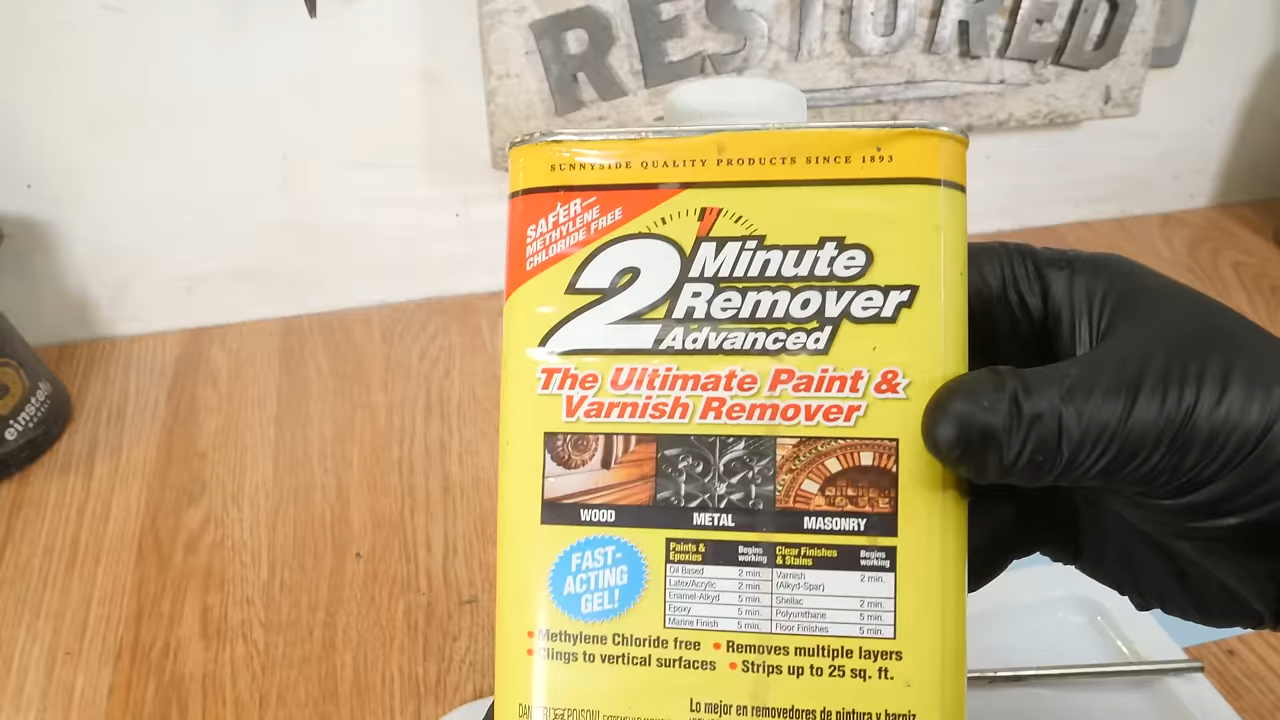 RESTORED
SUNNYSIDE QUALITY PRODUCTS SINCE 1893
SAFER—
METHYLENE
CHLORIDE FREE
2 Minute
Remover
Advanced
The Ultimate Paint &
Varnish Remover
WOOD METAL MASONRY
FAST-
ACTING
GEL!
Paints & Epoxies Begins working Clear Finishes & Stains Begins working
Oil Based 2 min. Varnish (Alkyd-Spar) 2 min.
Latex/Acrylic 2 min.
Enamel-Alkyd 5 min. Shellac 2 min.
Epoxy 5 min. Polyurethane 5 min.
Marine Finish 5 min. Floor Finishes 5 min.
• Methylene Chloride free • Removes multiple layers
• Clings to vertical surfaces • Strips up to 25 sq. ft.
Lo mejor en removedores de pintura y barniz
POISON!
einstök